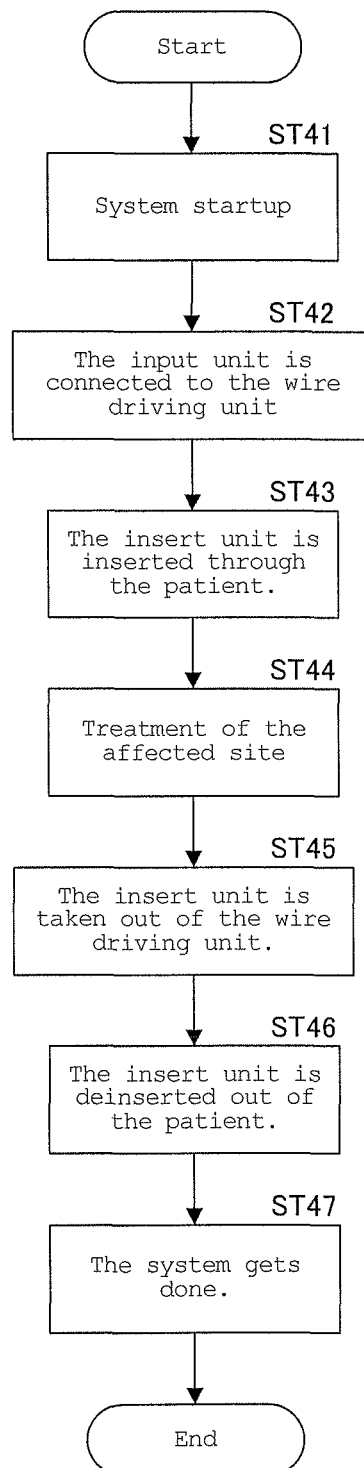 Start
ST41
System startup
ST42
The input unit is
connected to the wire
driving unit
ST43
The insert unit is
inserted through
the patient.
ST44
Treatment of the
affected site
ST45
The insert unit is
taken out of the wire
driving unit.
ST46
The insert unit is
deinserted out of
the patient.
ST47
The system gets
done.
End